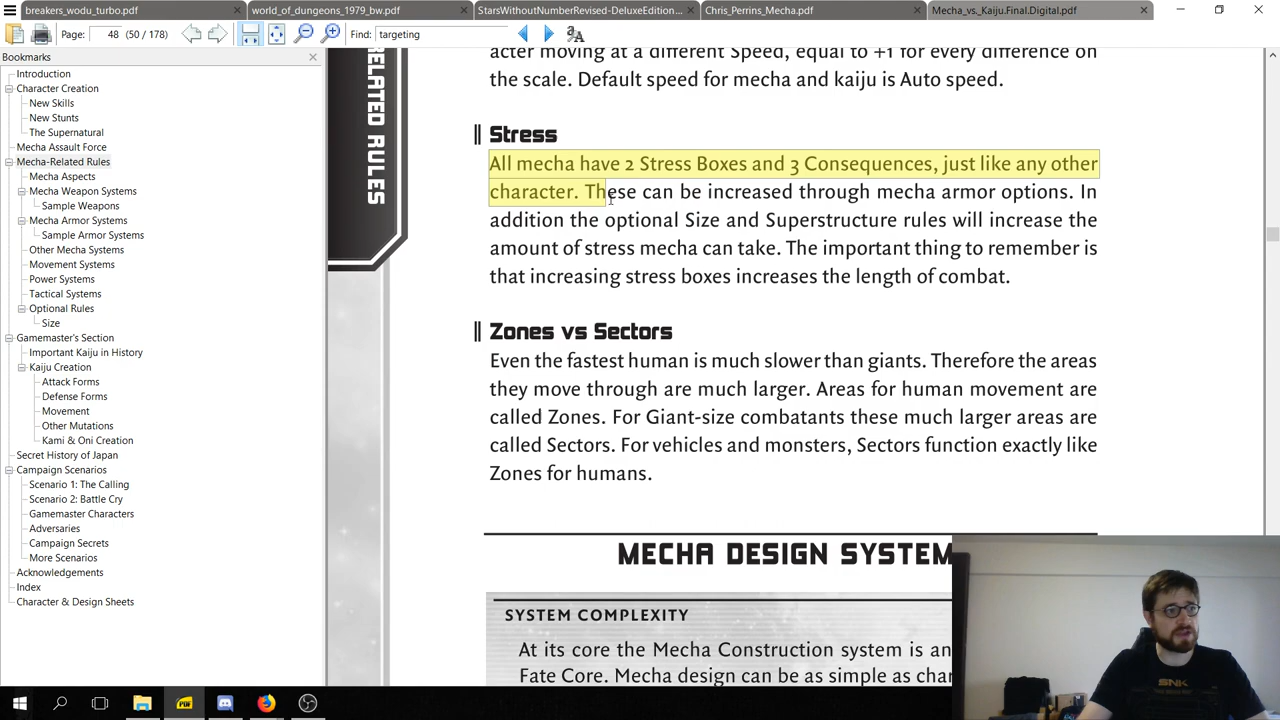 breakers_wodu_turbo.pdf
world_of_dungeons_1979_bw.pdf
StarsWithoutNumberRevised-DeluxeEdition...
Chris_Perrins_Mecha.pdf
Mecha_vs._Kaiju.Final.Digital.pdf
Page:
48
(50 / 178)
Find:
targeting
Bookmarks
Introduction
Character Creation
New Skills
New Stunts
The Supernatural
Mecha Assault Force
Mecha-Related Rules
Mecha Aspects
Mecha Weapon Systems
Sample Weapons
Mecha Armor Systems
Sample Armor Systems
Other Mecha Systems
Movement Systems
Power Systems
Tactical Systems
Optional Rules
Size
Gamemaster's Section
Important Kaiju in History
Kaiju Creation
Attack Forms
Defense Forms
Movement
Other Mutations
Kami & Oni Creation
Secret History of Japan
Campaign Scenarios
Scenario 1: The Calling
Scenario 2: Battle Cry
Gamemaster Characters
Adversaries
Campaign Secrets
More Scenarios
Acknowledgements
Index
Character & Design Sheets
RELATED RULES
acter moving at a different Speed, equal to +1 for every difference on
the scale. Default speed for mecha and kaiju is Auto speed.
Stress
All mecha have 2 Stress Boxes and 3 Consequences, just like any other
character. These can be increased through mecha armor options. In
addition the optional Size and Superstructure rules will increase the
amount of stress mecha can take. The important thing to remember is
that increasing stress boxes increases the length of combat.
Zones vs Sectors
Even the fastest human is much slower than giants. Therefore the areas
they move through are much larger. Areas for human movement are
called Zones. For Giant-size combatants these much larger areas are
called Sectors. For vehicles and monsters, Sectors function exactly like
Zones for humans.
MECHA DESIGN SYSTEM
SYSTEM COMPLEXITY
At its core the Mecha Construction system is an
Fate Core. Mecha design can be as simple as char
SNK